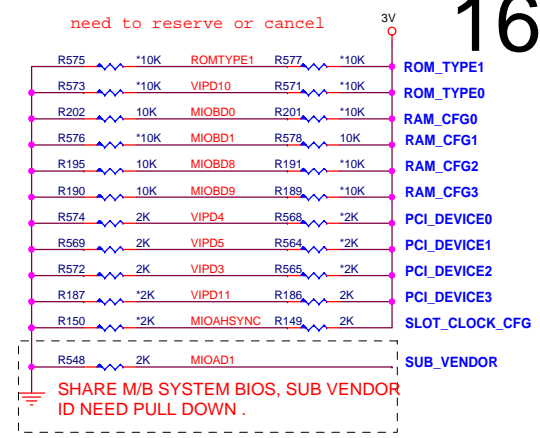 need to reserve or cancel 3V 16
R575 *10K ROMTYPE1 R577 *10K ROM_TYPE1
R573 *10K VIPD10 R571 *10K ROM_TYPE0
R202 10K MIOBD0 R201 *10K RAM_CFG0
R576 *10K MIOBD1 R578 10K RAM_CFG1
R195 10K MIOBD8 R191 *10K RAM_CFG2
R190 10K MIOBD9 R189 *10K RAM_CFG3
R574 2K VIPD4 R568 *2K PCI_DEVICE0
R569 2K VIPD5 R564 *2K PCI_DEVICE1
R572 2K VIPD3 R565 *2K PCI_DEVICE2
R187 *2K VIPD11 R186 2K PCI_DEVICE3
R150 *2K MIOAHSYNC R149 2K SLOT_CLOCK_CFG
R548 2K MIOAD1 SUB_VENDOR
SHARE M/B SYSTEM BIOS, SUB VENDOR
ID NEED PULL DOWN .